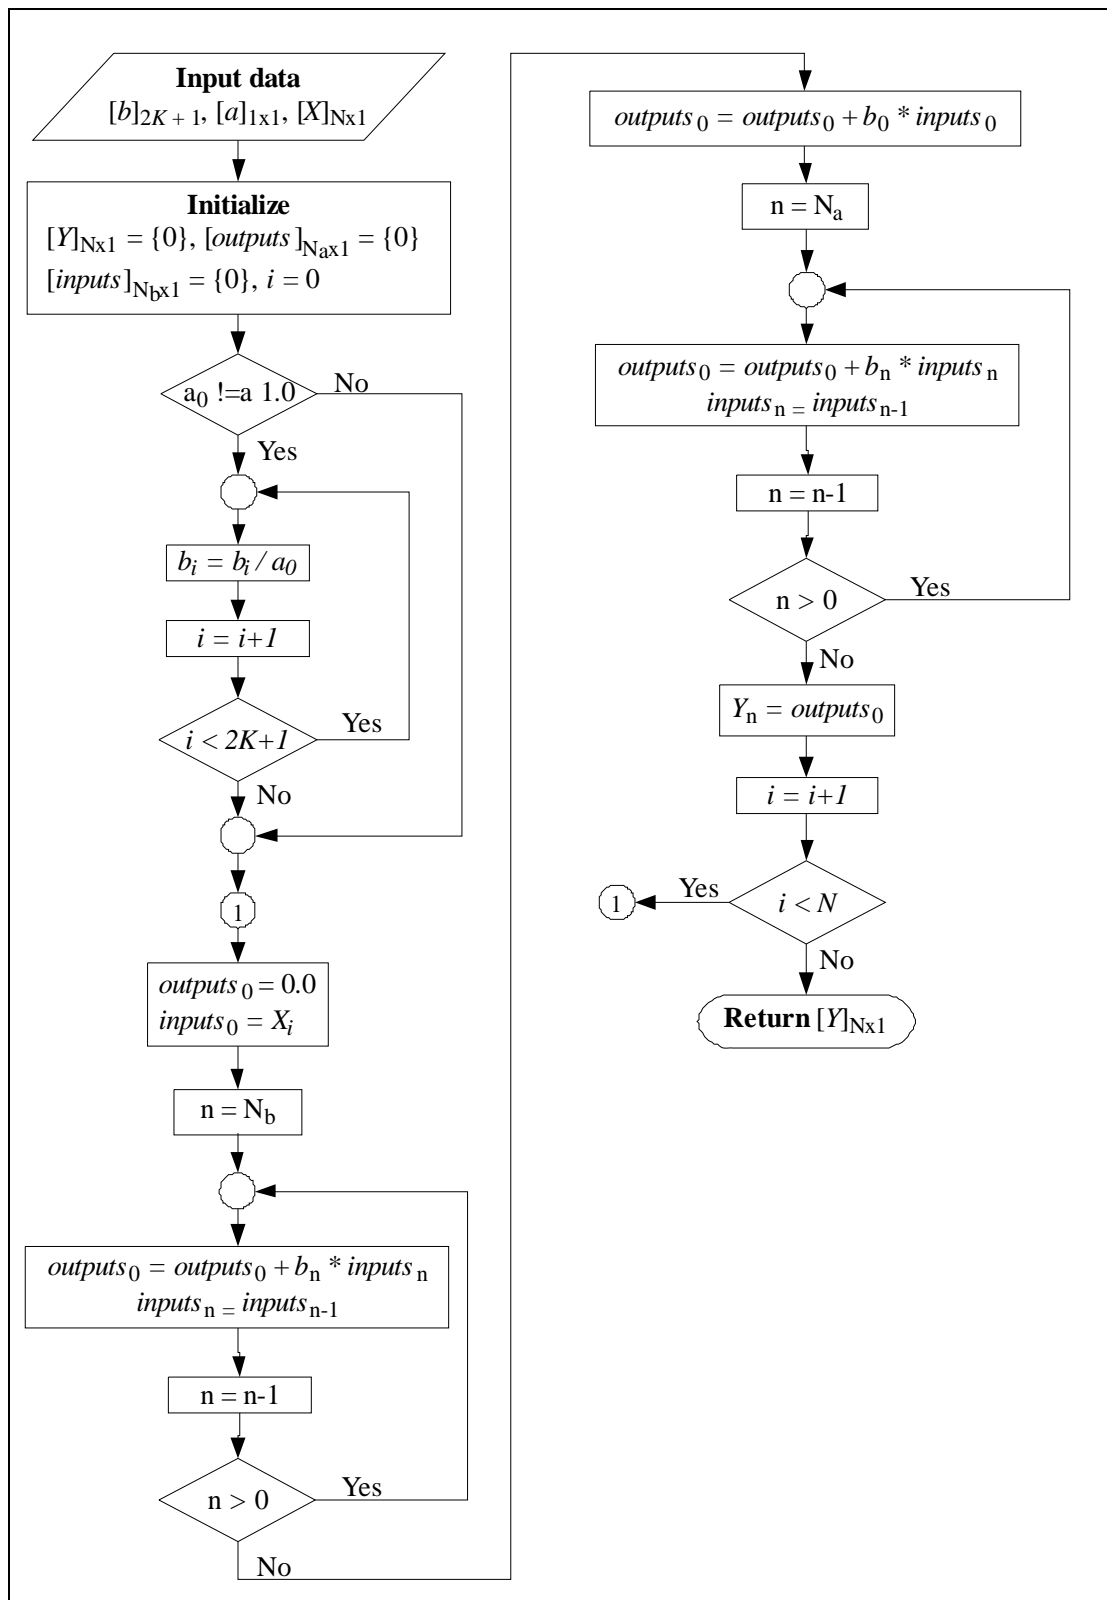 Input data
[b]2K + 1, [a]1x1, [X]Nx1
Initialize
[Y]Nx1 = {0}, [outputs]Nax1 = {0}
[inputs]Nbx1 = {0}, i = 0
a0 !=a 1.0
No
Yes
bi = bi / a0
i = i+1
i < 2K+1
Yes
No
1
outputs0 = 0.0
inputs0 = Xi
n = Nb
outputs0 = outputs0 + bn * inputsn
inputsn = inputsn-1
n = n-1
n > 0
Yes
No
outputs0 = outputs0 + b0 * inputs0
n = Na
outputs0 = outputs0 + bn * inputsn
inputsn = inputsn-1
n = n-1
n > 0
Yes
No
Yn = outputs0
i = i+1
i < N
Yes
1
No
Return [Y]Nx1